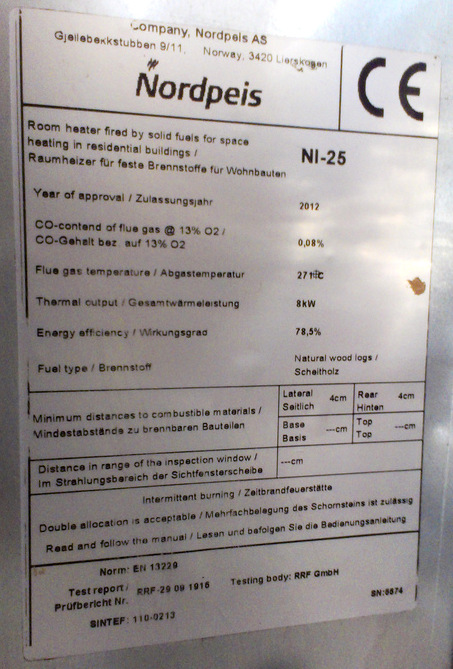 Company, Nordpeis AS
Gjellebekkstubben 9/11, Norway, 3420 Lierskogen
Nordpeis
CE
Room heater fired by solid fuels for space
heating in residential buildings /
Raumheizer für feste Brennstoffe für Wohnbauten
NI-25
Year of approval / Zulassungsjahr 2012
CO-contend of flue gas @ 13% O2 /
CO-Gehalt bez. auf 13% O2 0,08%
Flue gas temperature / Abgastemperatur 271°C
Thermal output / Gesamtwärmeleistung 8kW
Energy efficiency / Wirkungsgrad 78,5%
Fuel type / Brennstoff Natural wood logs /
Scheitholz
Minimum distances to combustible materials /
Mindestabstände zu brennbaren Bauteilen
Lateral
Seitlich 4cm
Rear
Hinten 4cm
Base
Basis ---cm
Top
Top ---cm
Distance in range of the inspection window /
Im Strahlungsbereich der Sichtfensterscheibe ---cm
Intermittent burning / Zeitbrandfeuerstätte
Double allocation is acceptable / Mehrfachbelegung des Schornsteins ist zulässig
Read and follow the manual / Lesen und bafolgen Sie die Bedienungsanleitung
Norm: EN 13229
Test report /
Prüfbericht Nr. RRF-29 09 1916 Testing body: RRF GmbH
SINTEF: 110-0213
SN:6674